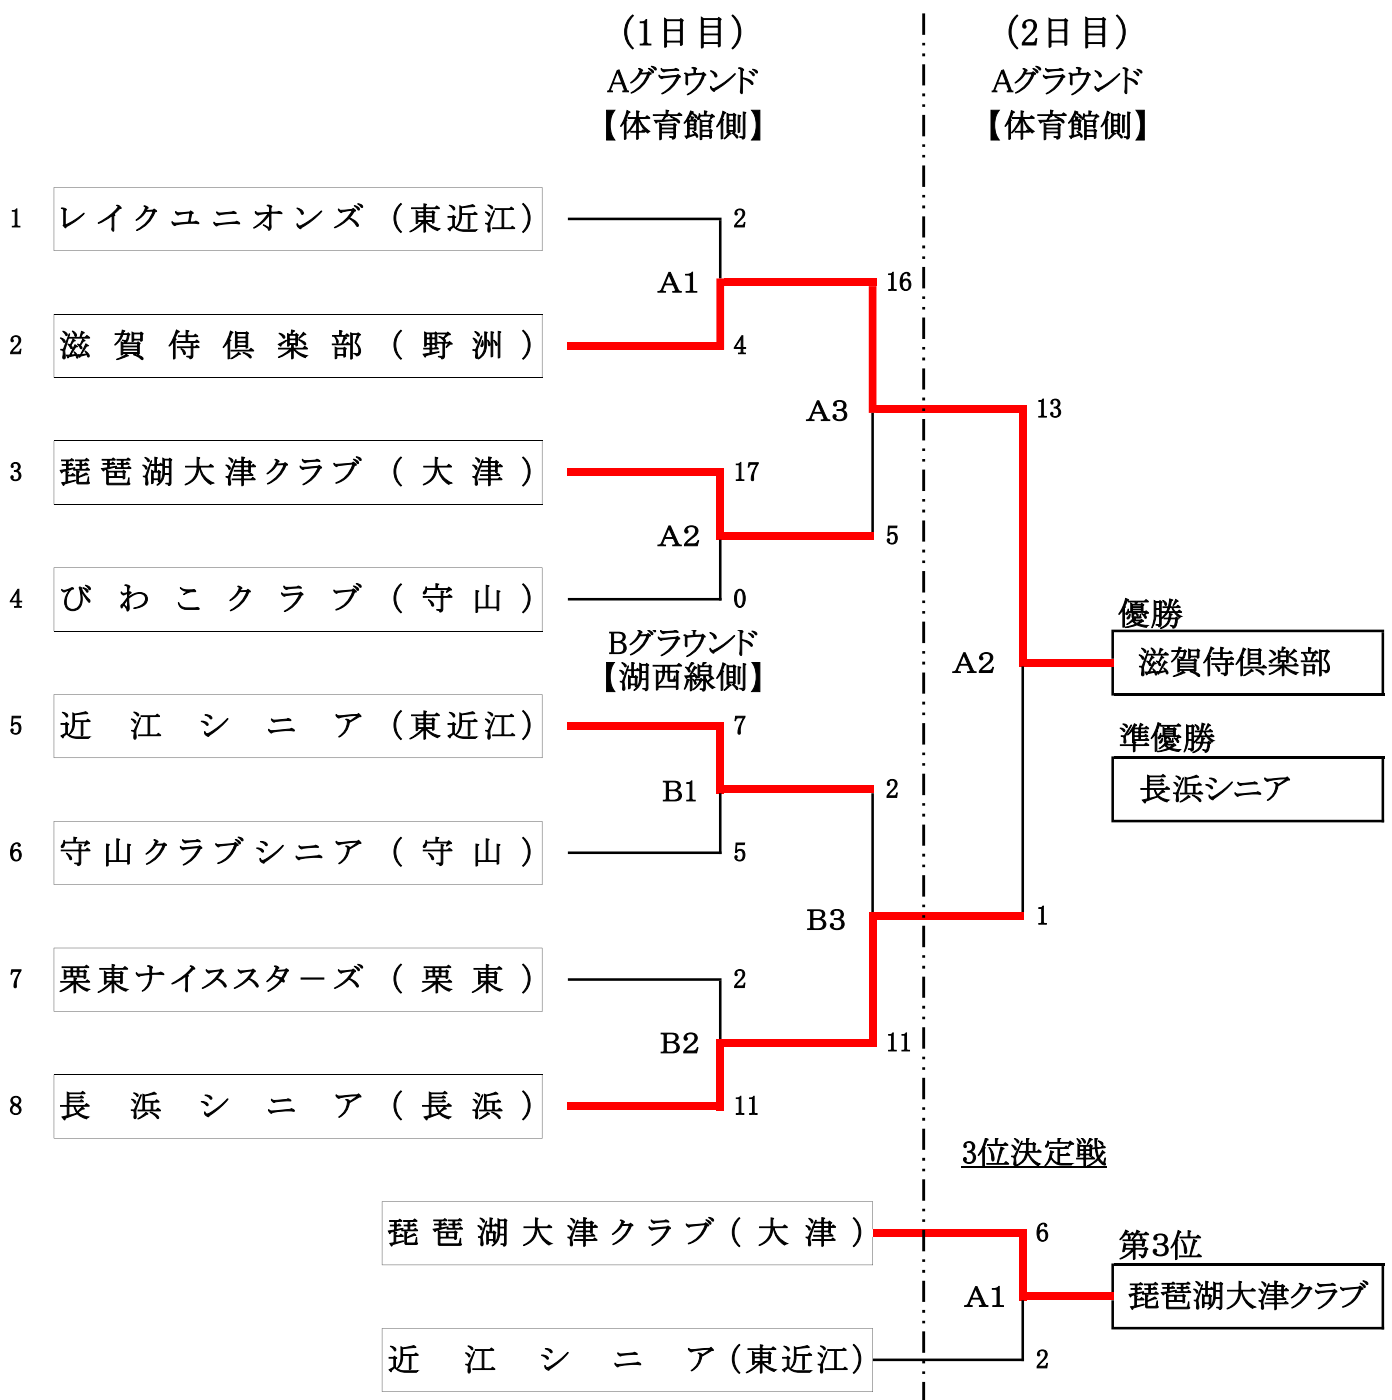 (1日目)
(2日目)
Aグラウンド
Aグラウンド
【体育館側】
【体育館側】
1 レイクユニオンズ (東近江) 2
A1 16
2 滋賀侍倶楽部 (野洲) 4
A3 13
3 琵琶湖大津クラブ (大津) 17
A2 5
4 びわこクラブ (守山) 0
優勝
Bグラウンド
【湖西線側】
A2 滋賀侍倶楽部
5 近江シニア (東近江) 7
準優勝
B1 2 長浜シニア
6 守山クラブシニア (守山) 5
B3 1
7 栗東ナイススターズ (栗東) 2
B2 11
8 長浜シニア (長浜) 11
3位決定戦
琵琶湖大津クラブ (大津) 6
第3位
A1 琵琶湖大津クラブ
近江シニア (東近江) 2